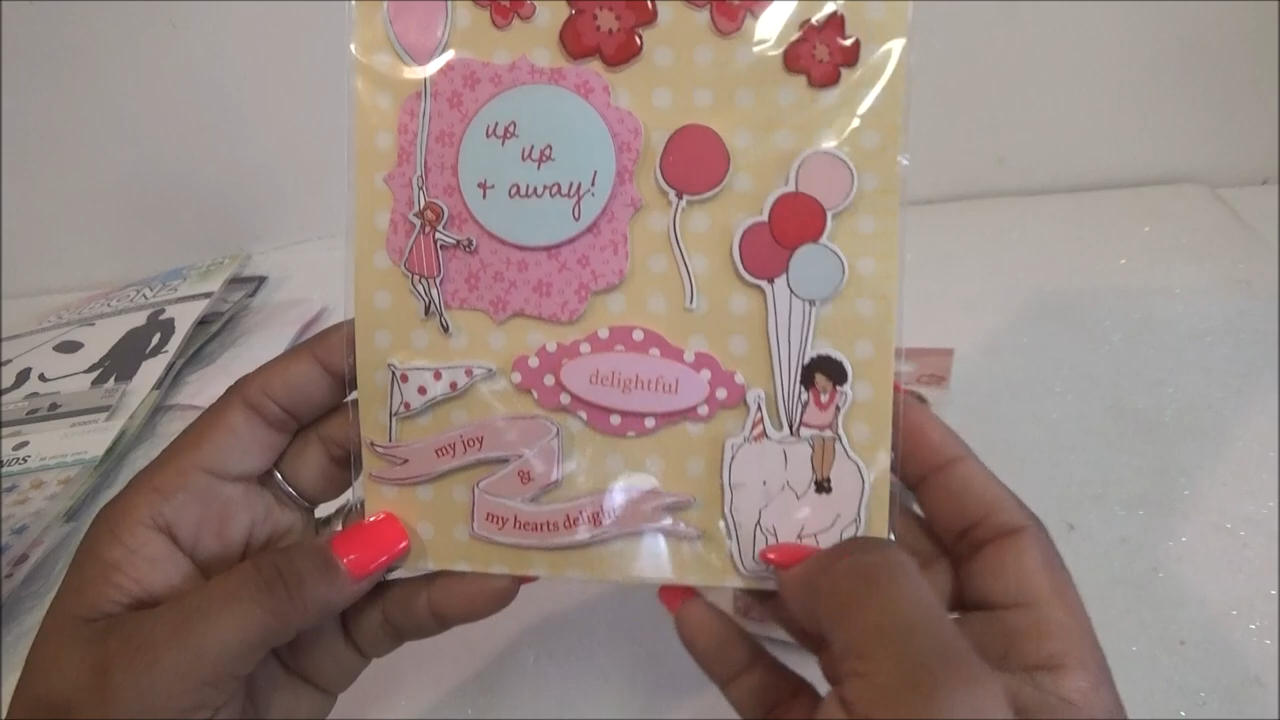 up
up
+ away!
delightful
my joy
&
my hearts delight